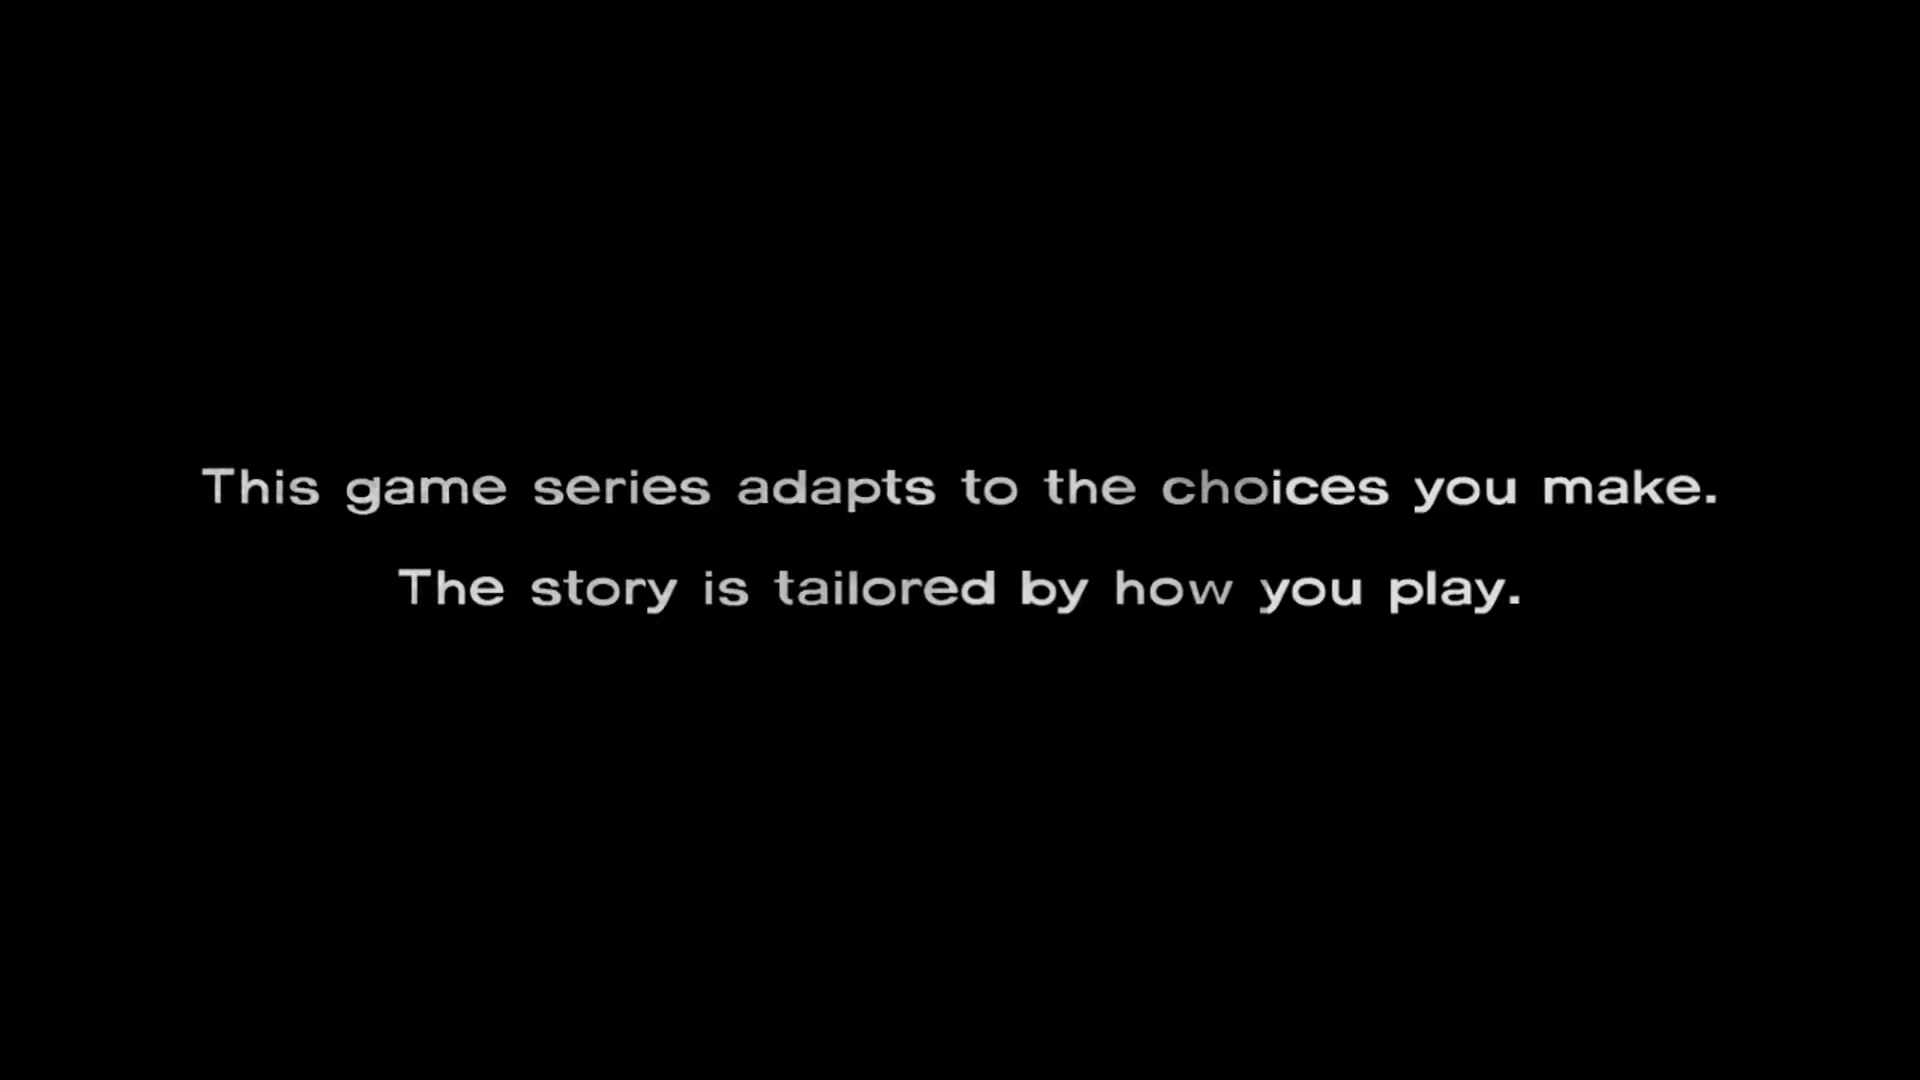 This game series adapts to the choices you make.
The story is tailored by how you play.